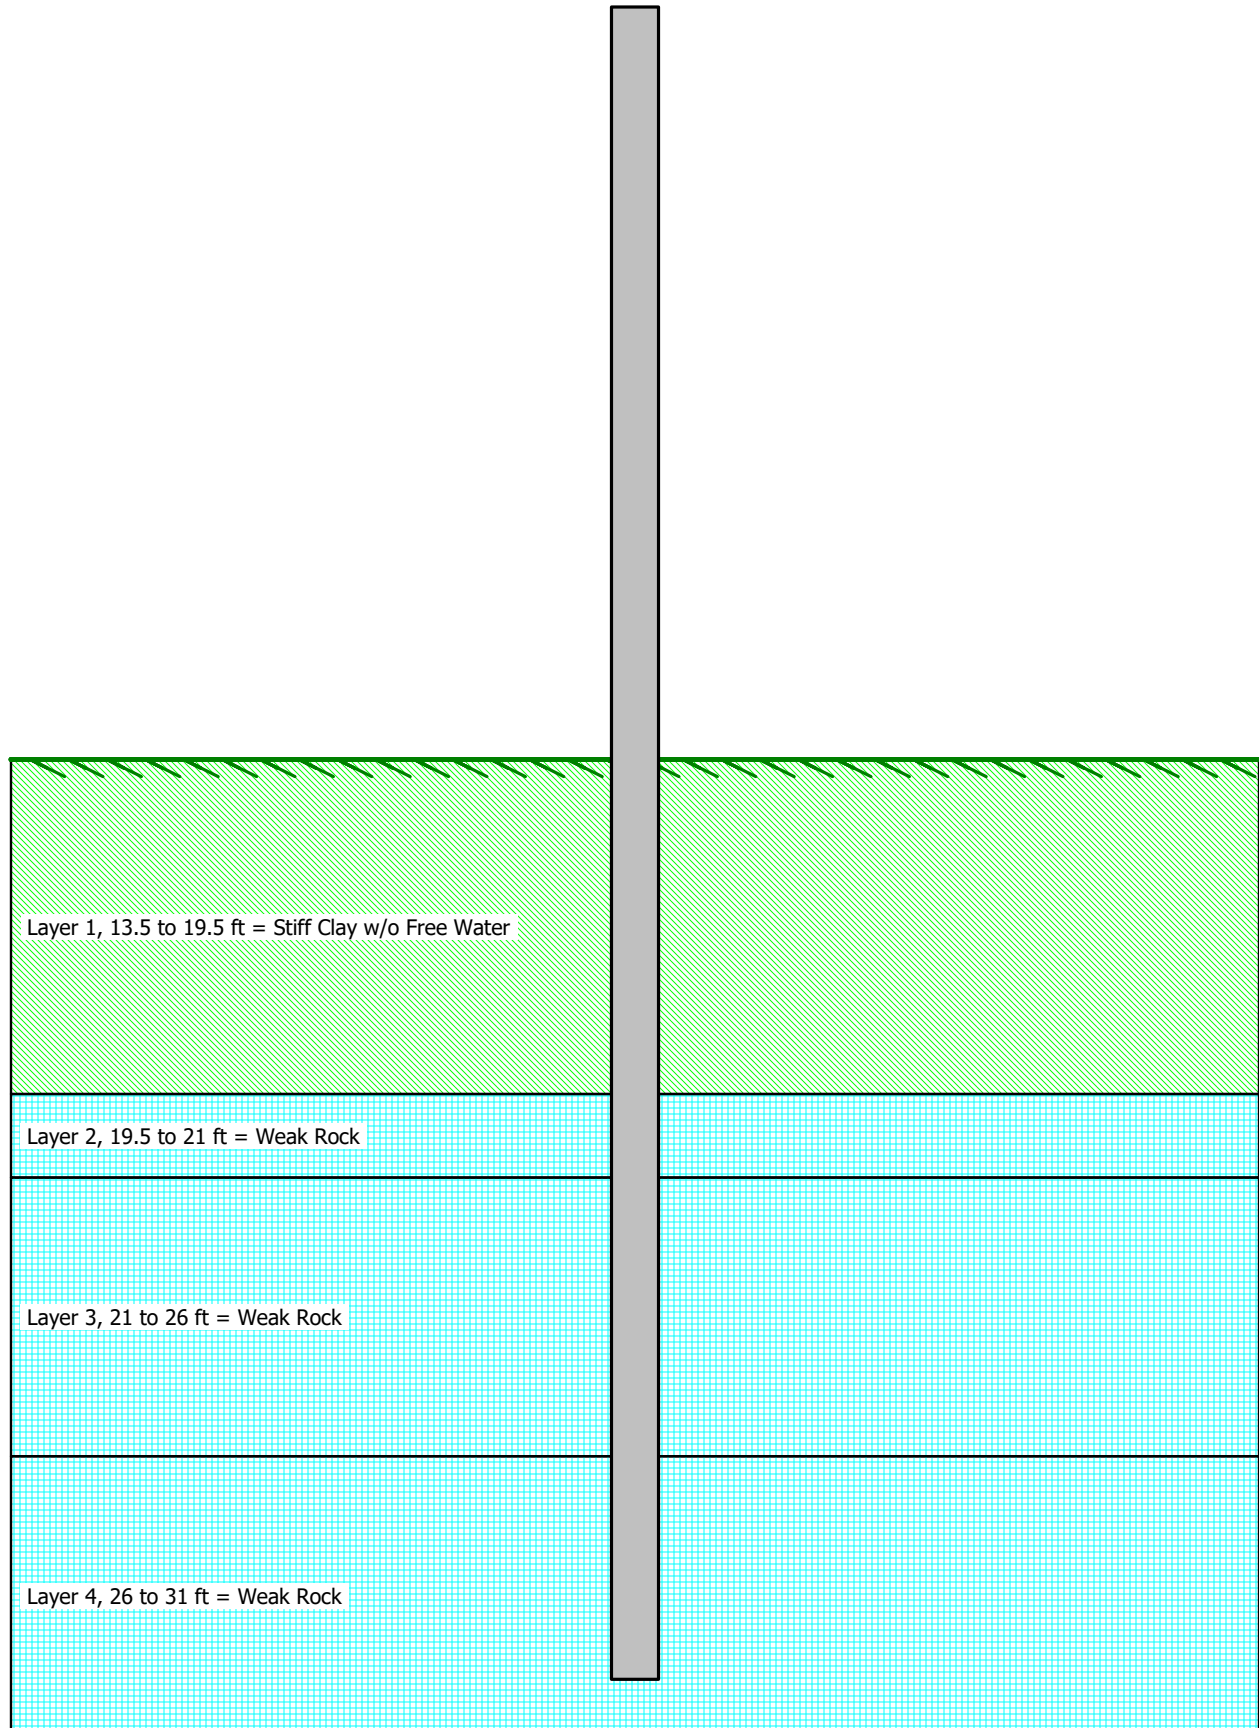 Layer 1, 13.5 to 19.5 ft = Stiff Clay w/o Free Water
Layer 2, 19.5 to 21 ft = Weak Rock
Layer 3, 21 to 26 ft = Weak Rock
Layer 4, 26 to 31 ft = Weak Rock